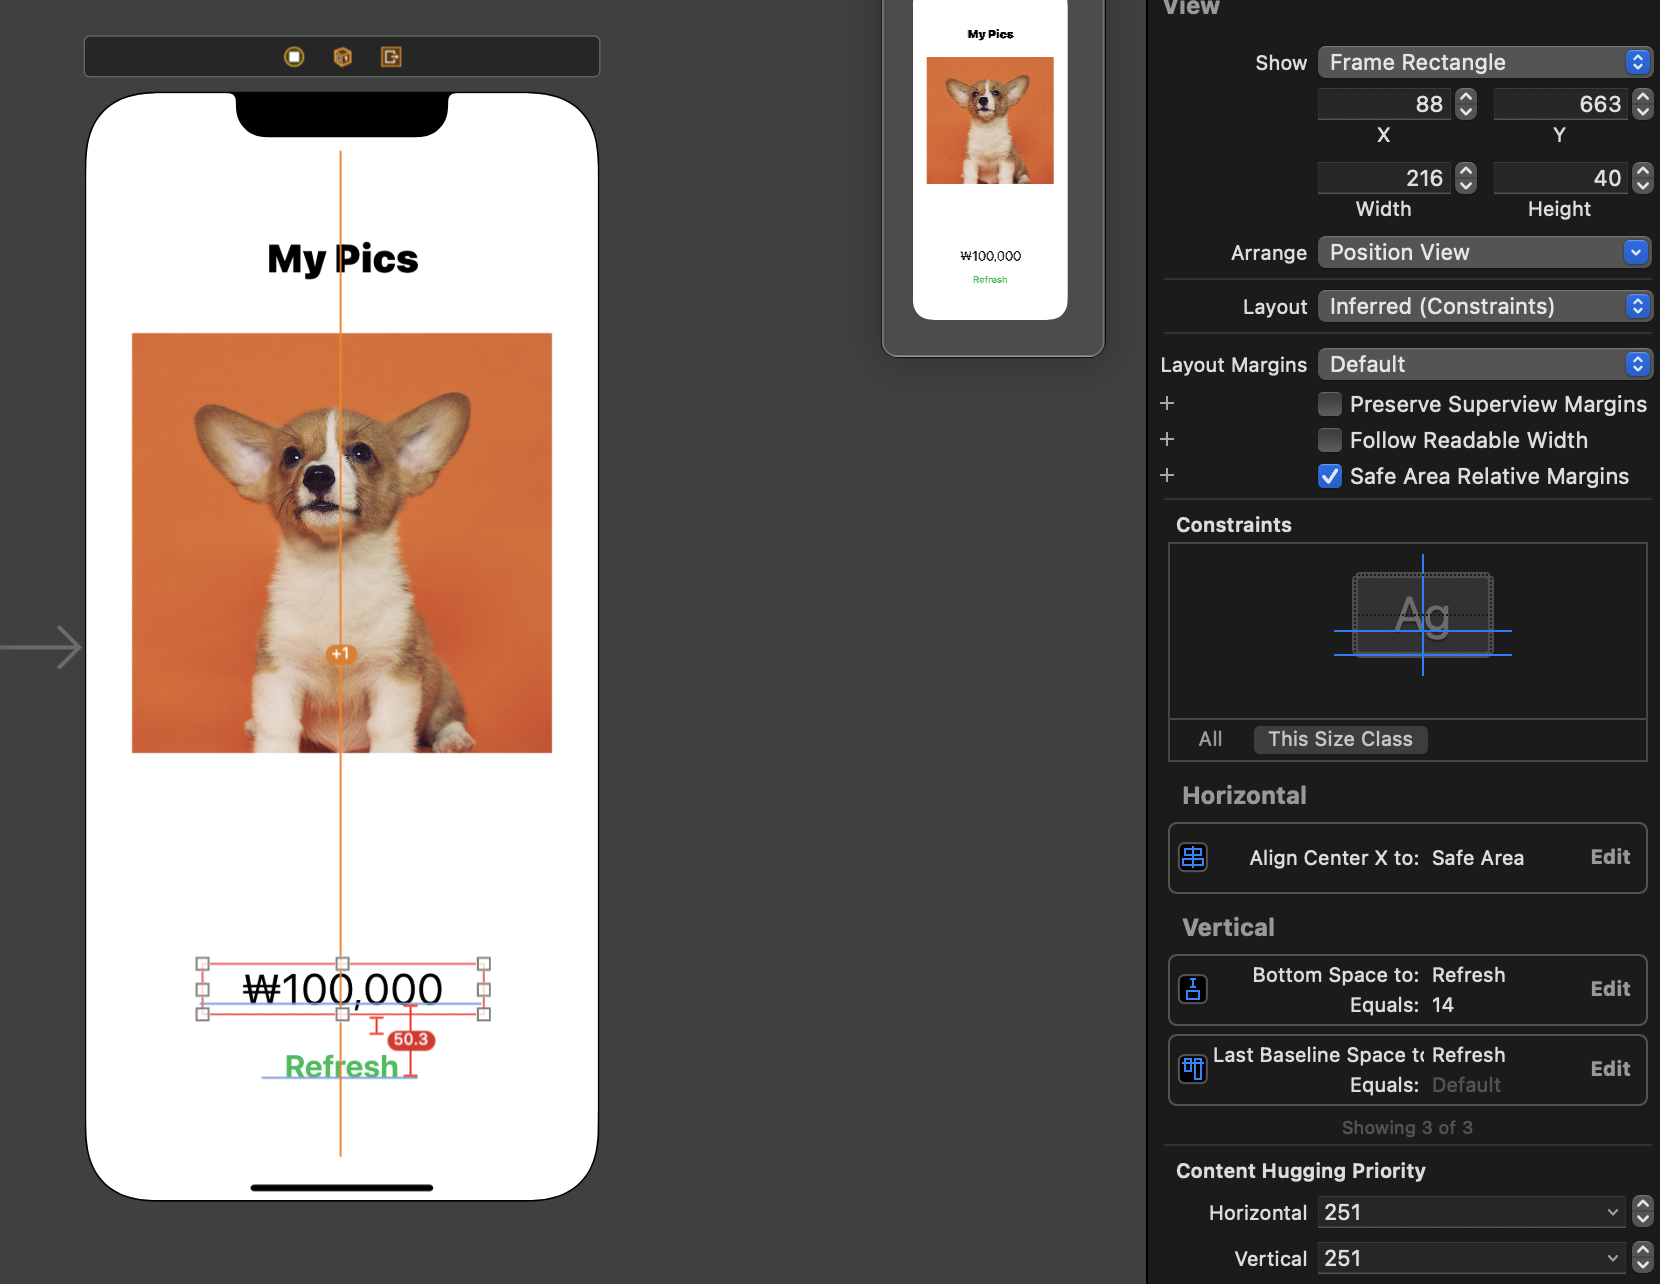 My Pics
+1
₩100,000
50.3
Refresh
My Pics
₩100,000
Refresh
View
Show Frame Rectangle
88 663
X Y
216 40
Width Height
Arrange Position View
Layout Inferred (Constraints)
Layout Margins Default
+ Preserve Superview Margins
+ Follow Readable Width
+ Safe Area Relative Margins
Constraints
Ag
All This Size Class
Horizontal
Align Center X to: Safe Area Edit
Vertical
Bottom Space to: Refresh Edit
Equals: 14
Last Baseline Space to Refresh Edit
Equals: Default
Showing 3 of 3
Content Hugging Priority
Horizontal 251
Vertical 251